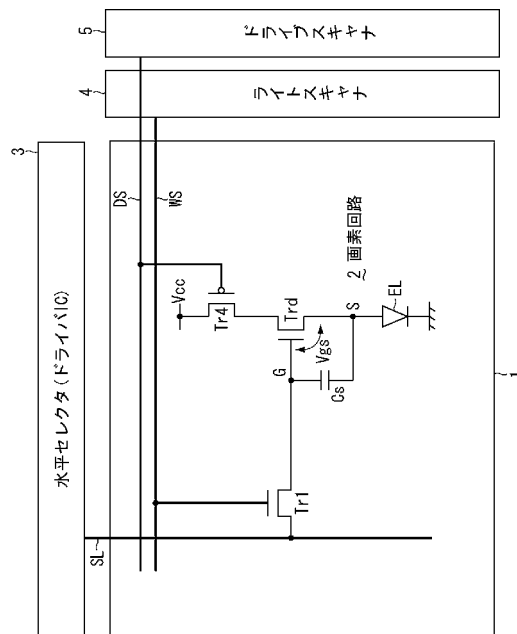 水平セレクタ(ドライバIC)
3
SL
DS
WS
4
ライトスキャナ
5
ドライブスキャナ
Vcc
Tr4
Trd
G
Vgs
Cs
S
Tr1
EL
2 画素回路
1